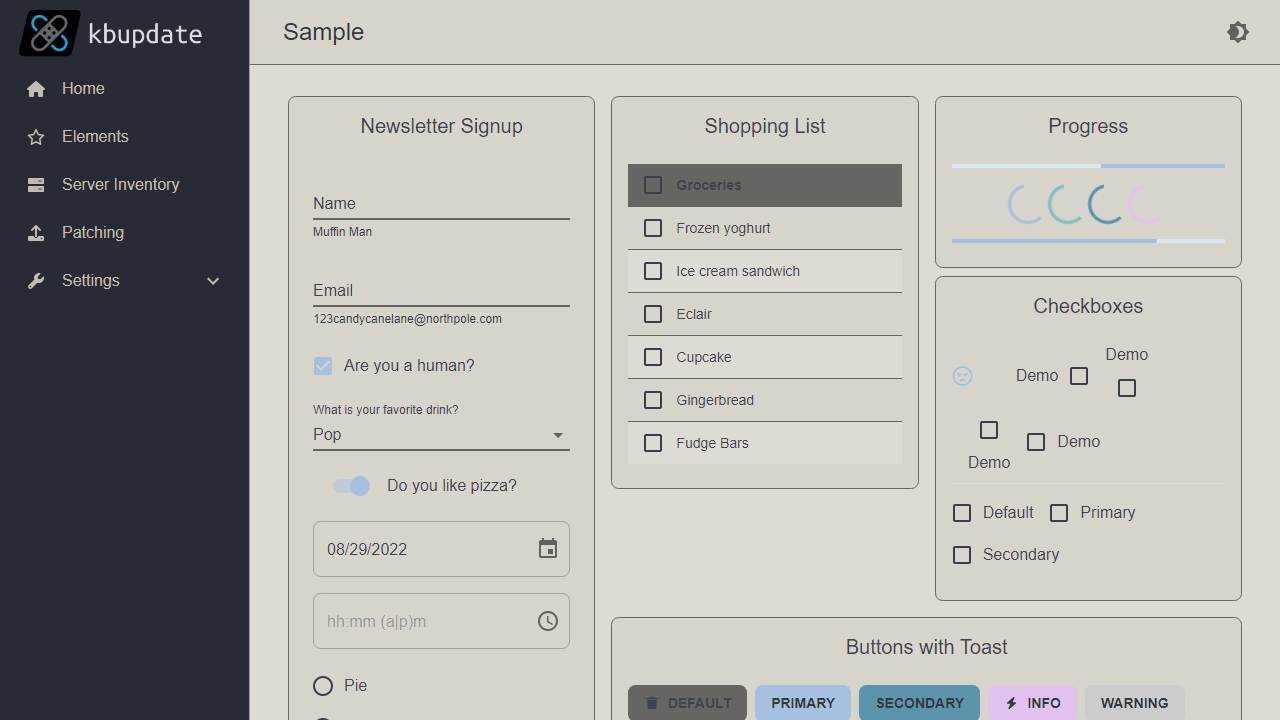 kbupdate
Home
Elements
Server Inventory
Patching
Settings
Sample
Newsletter Signup
Name
Muffin Man
Email
123candycanelane@northpole.com
Are you a human?
What is your favorite drink?
Pop
Do you like pizza?
08/29/2022
hh:mm (a|p)m
Pie
Shopping List
Groceries
Frozen yoghurt
Ice cream sandwich
Eclair
Cupcake
Gingerbread
Fudge Bars
Progress
Checkboxes
Demo
Demo
Demo
Demo
Default Primary
Secondary
Buttons with Toast
DEFAULT PRIMARY SECONDARY INFO WARNING